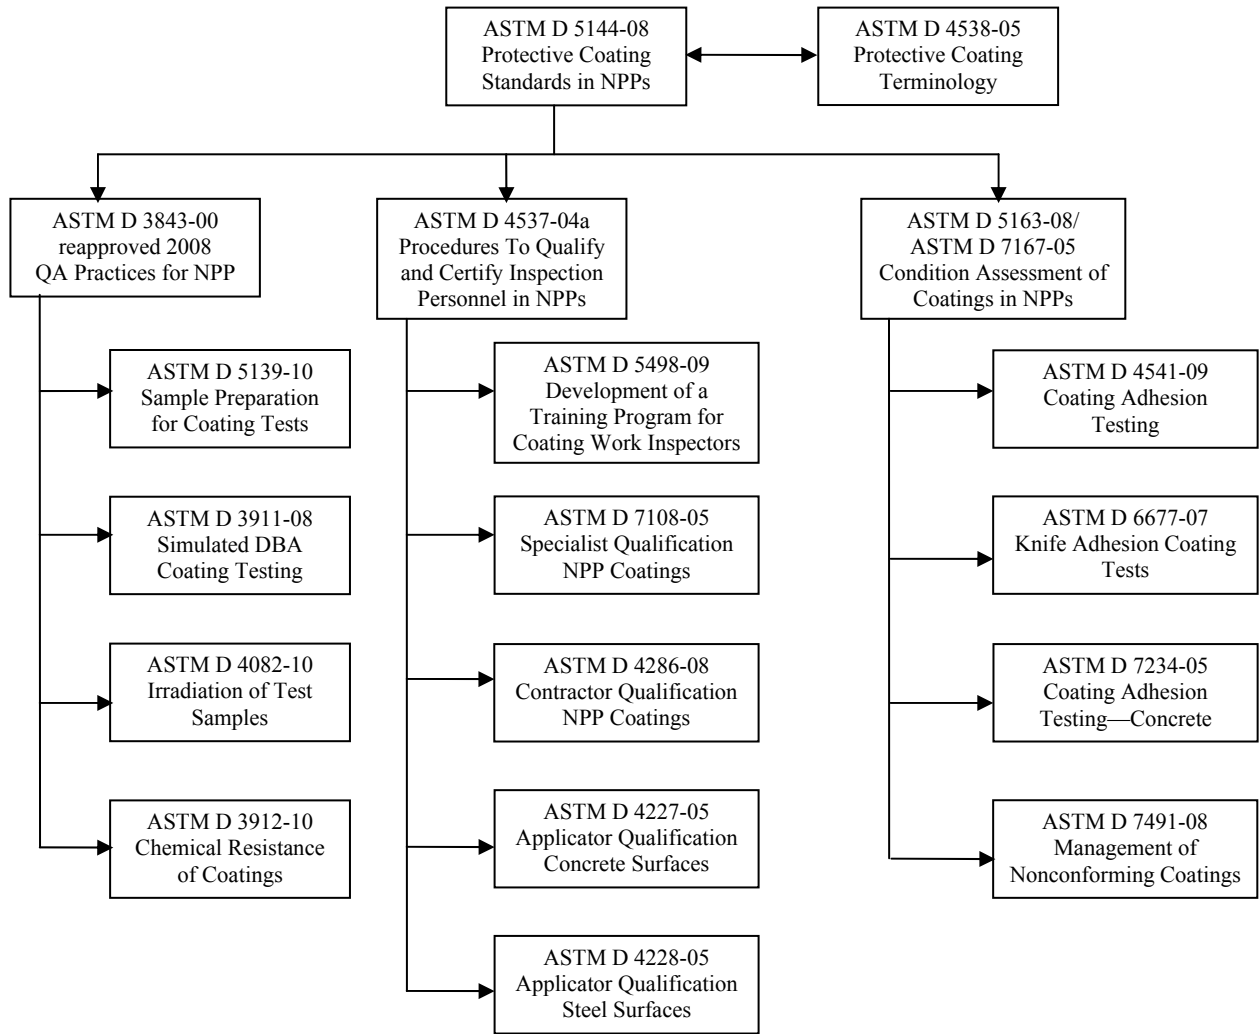 ASTM D 5144-08
Protective Coating
Standards in NPPs
ASTM D 4538-05
Protective Coating
Terminology
ASTM D 3843-00
reapproved 2008
QA Practices for NPP
ASTM D 5139-10
Sample Preparation
for Coating Tests
ASTM D 3911-08
Simulated DBA
Coating Testing
ASTM D 4082-10
Irradiation of Test
Samples
ASTM D 3912-10
Chemical Resistance
of Coatings
ASTM D 4537-04a
Procedures To Qualify
and Certify Inspection
Personnel in NPPs
ASTM D 5498-09
Development of a
Training Program for
Coating Work Inspectors
ASTM D 7108-05
Specialist Qualification
NPP Coatings
ASTM D 4286-08
Contractor Qualification
NPP Coatings
ASTM D 4227-05
Applicator Qualification
Concrete Surfaces
ASTM D 4228-05
Applicator Qualification
Steel Surfaces
ASTM D 5163-08/
ASTM D 7167-05
Condition Assessment of
Coatings in NPPs
ASTM D 4541-09
Coating Adhesion
Testing
ASTM D 6677-07
Knife Adhesion Coating
Tests
ASTM D 7234-05
Coating Adhesion
Testing—Concrete
ASTM D 7491-08
Management of
Nonconforming Coatings